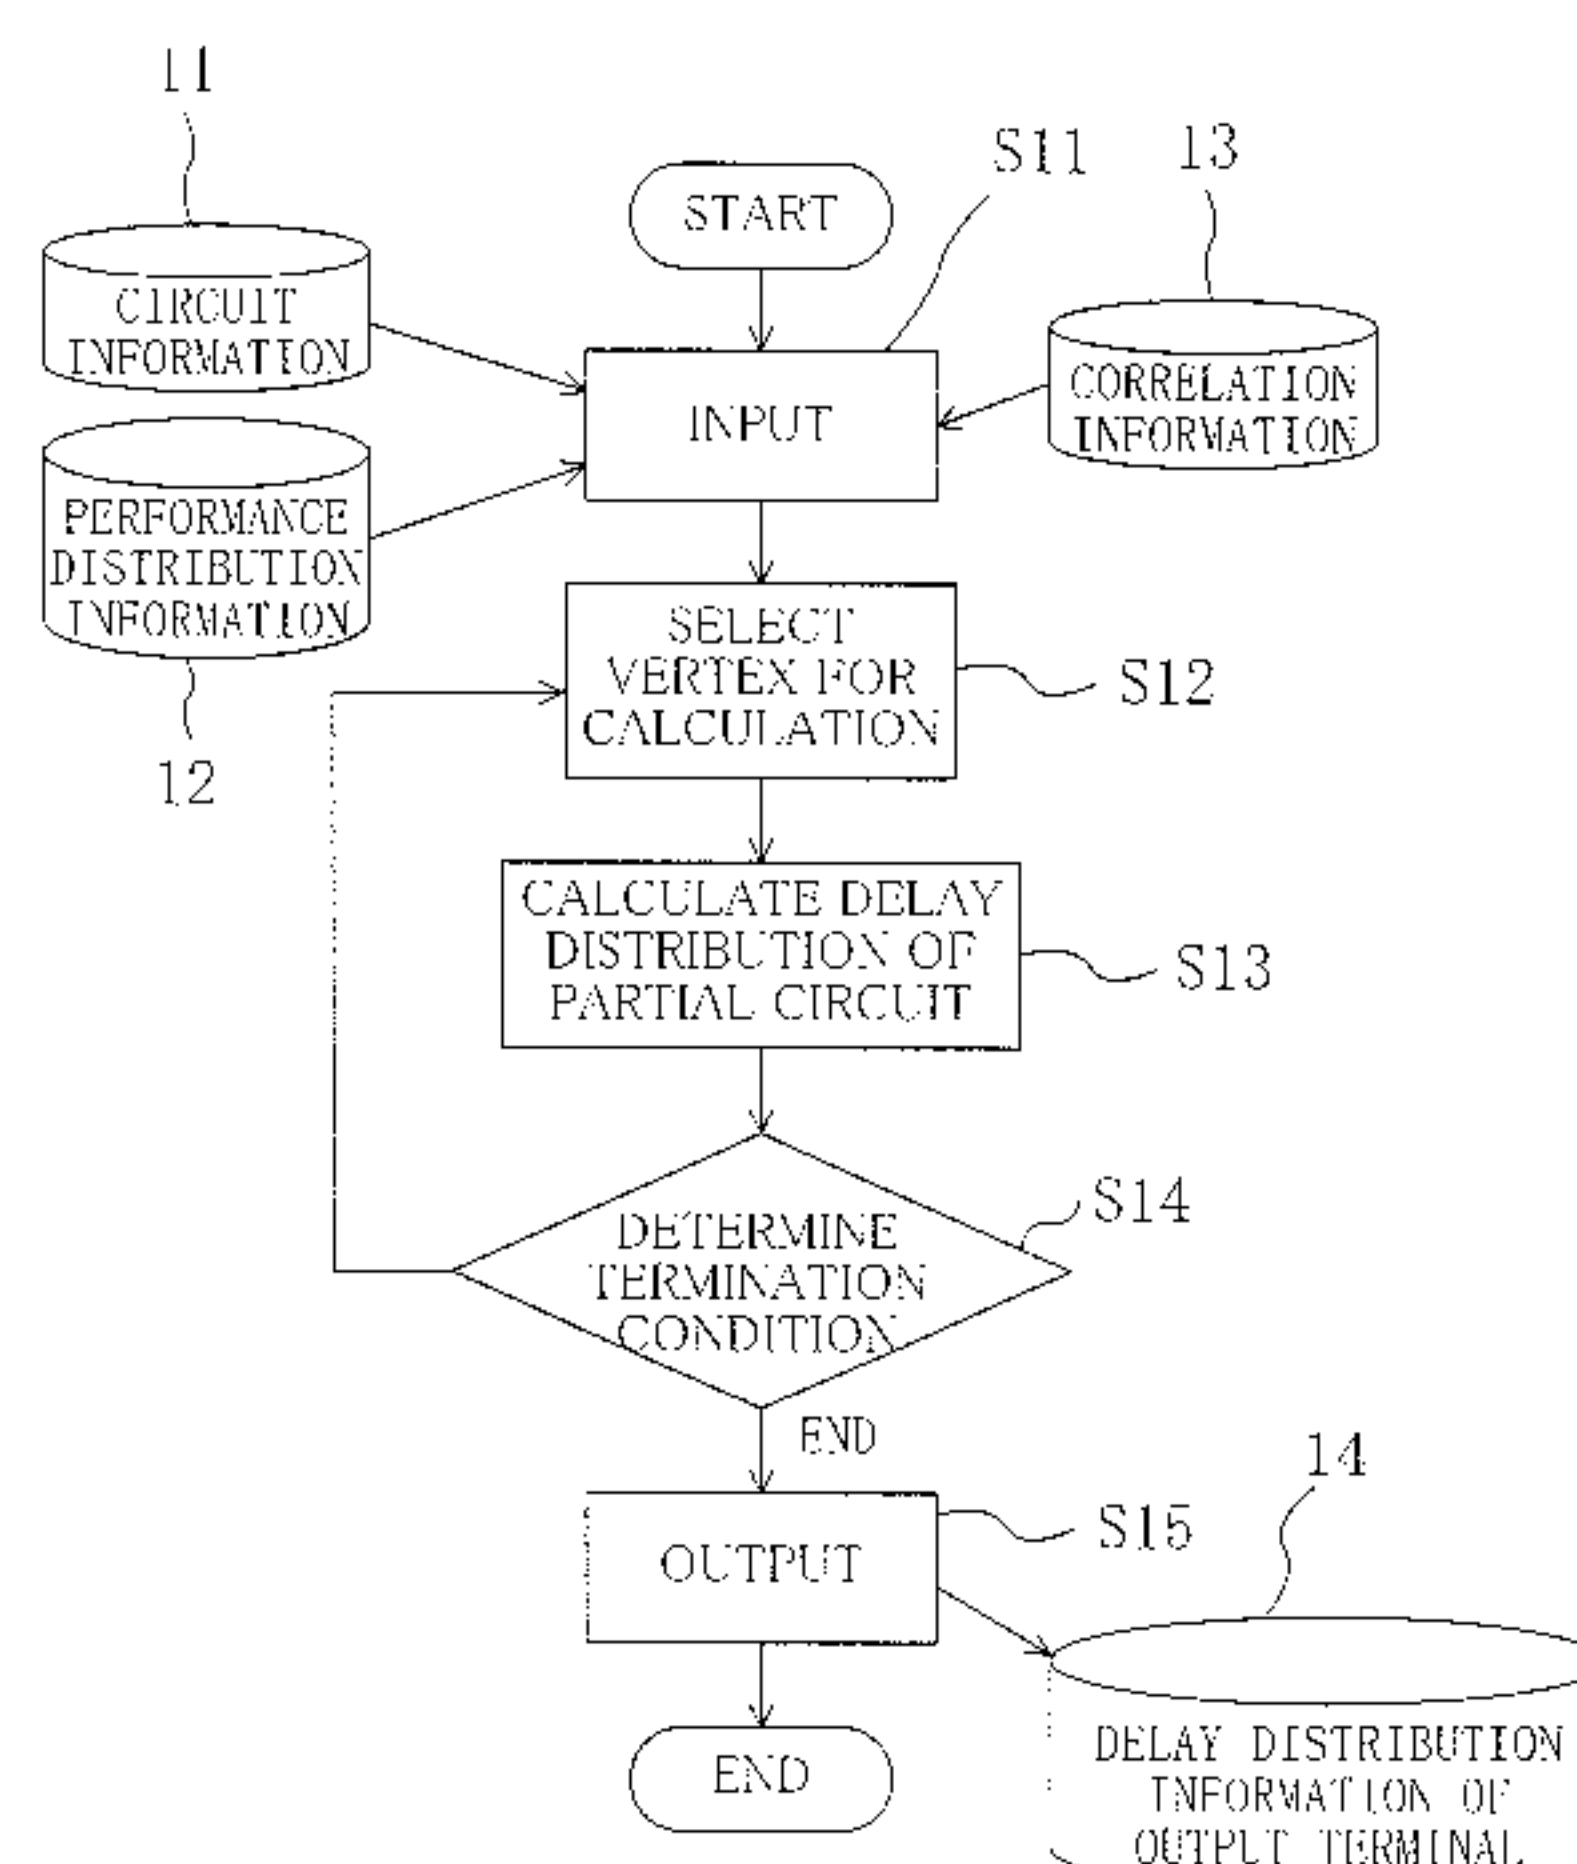 11
S11
13
START
CIRCUIT
INFORMATION
INPUT
CORRELATION
INFORMATION
PERFORMANCE
DISTRIBUTION
INFORMATION
12
SELECT
VERTEX FOR
CALCULATION
S12
CALCULATE DELAY
DISTRIBUTION OF
PARTIAL CIRCUIT
S13
DETERMINE
TERMINATION
CONDITION
S14
END
OUTPUT
S15
14
END
DELAY DISTRIBUTION
INFORMATION OF
OUTPUT TERMINAL